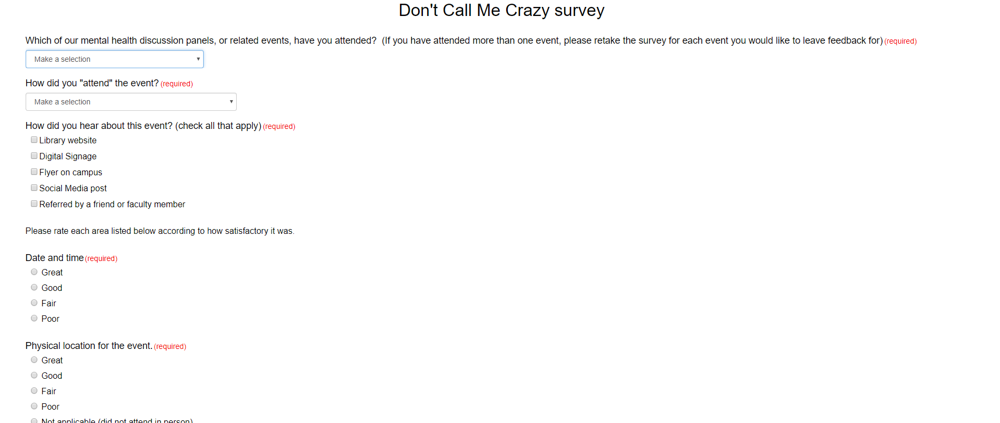 Don't Call Me Crazy survey
Which of our mental health discussion panels, or related events, have you attended?  (If you have attended more than one event, please retake the survey for each event you would like to leave feedback for) (required)
Make a selection
How did you "attend" the event? (required)
Make a selection
How did you hear about this event? (check all that apply) (required)
Library website
Digital Signage
Flyer on campus
Social Media post
Referred by a friend or faculty member
Please rate each area listed below according to how satisfactory it was.
Date and time (required)
Great
Good
Fair
Poor
Physical location for the event. (required)
Great
Good
Fair
Poor
Not applicable (did not attend in person)